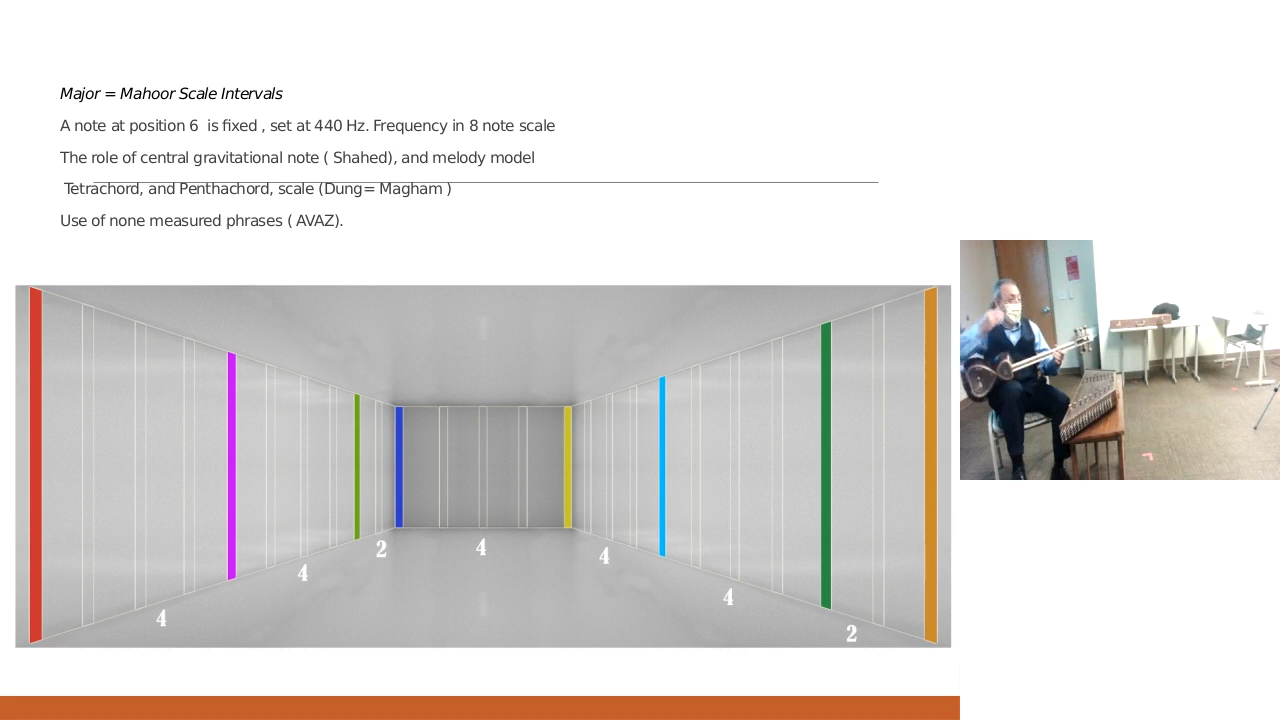 Major = Mahoor Scale Intervals
A note at position 6  is fixed , set at 440 Hz. Frequency in 8 note scale
The role of central gravitational note ( Shahed), and melody model
Tetrachord, and Penthachord, scale (Dung= Magham )
Use of none measured phrases ( AVAZ).
4
4
2
4
4
4
2